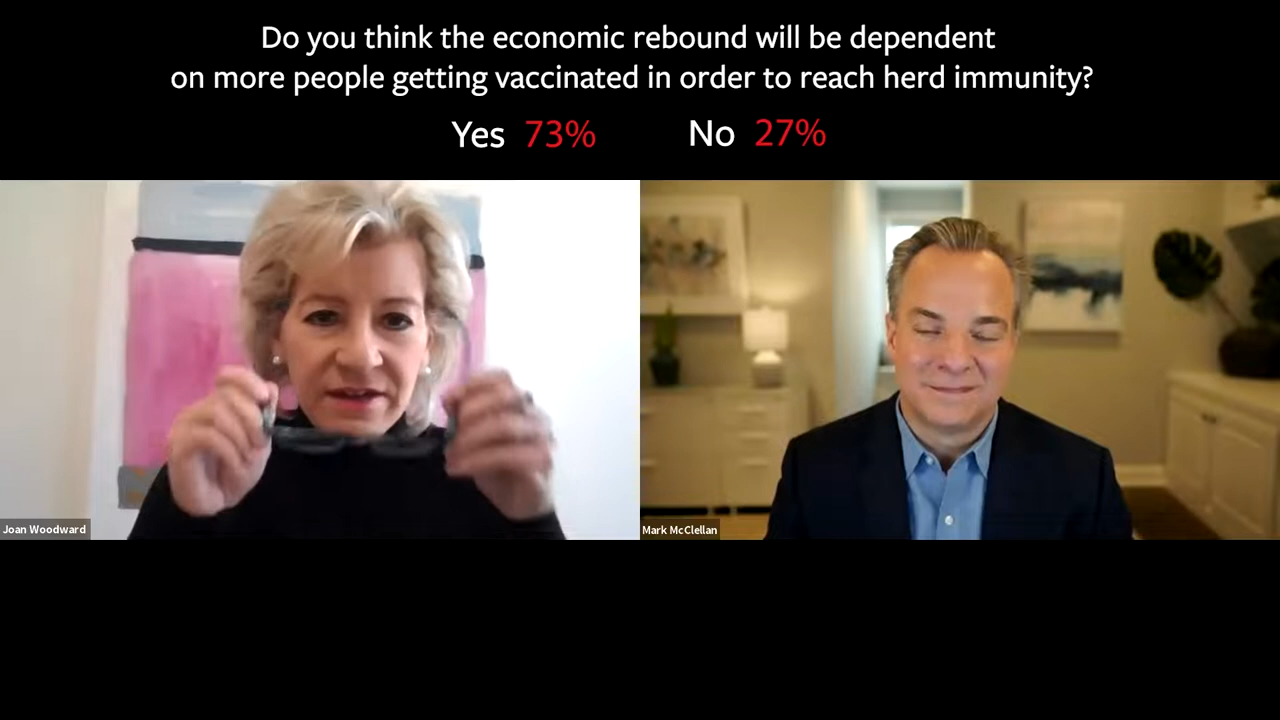 Do you think the economic rebound will be dependent
on more people getting vaccinated in order to reach herd immunity?
Yes 73% No 27%
Joan Woodward
Mark McClellan